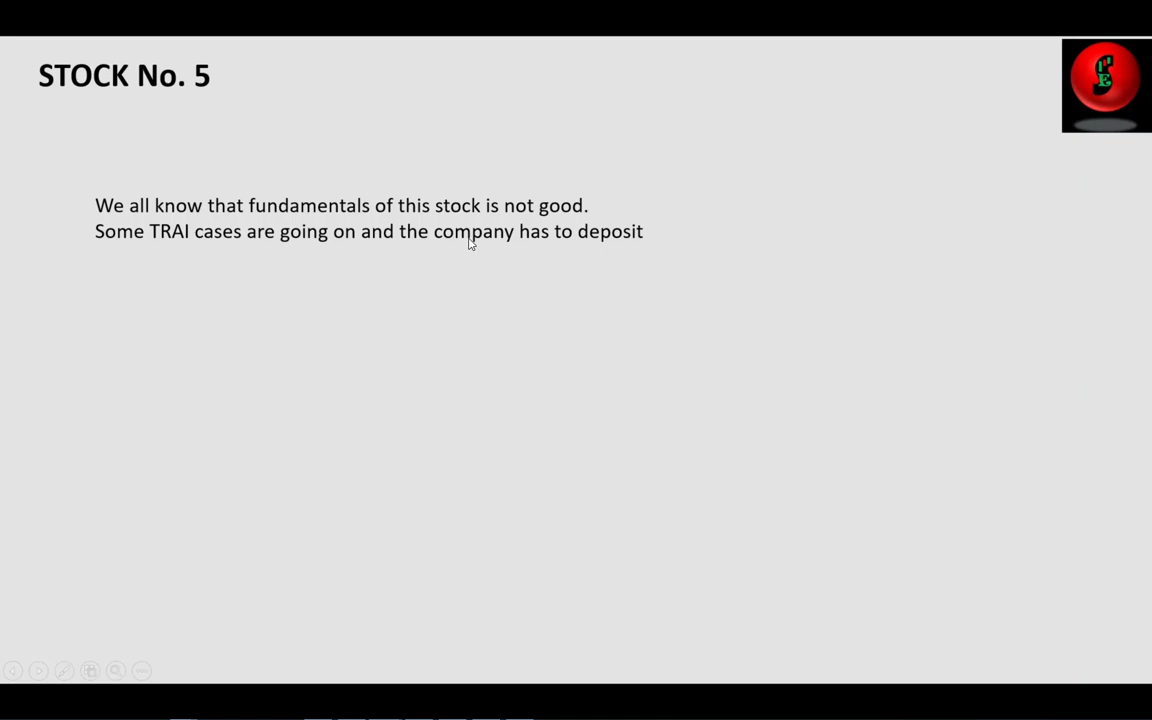 STOCK No. 5
We all know that fundamentals of this stock is not good.
Some TRAI cases are going on and the company has to deposit